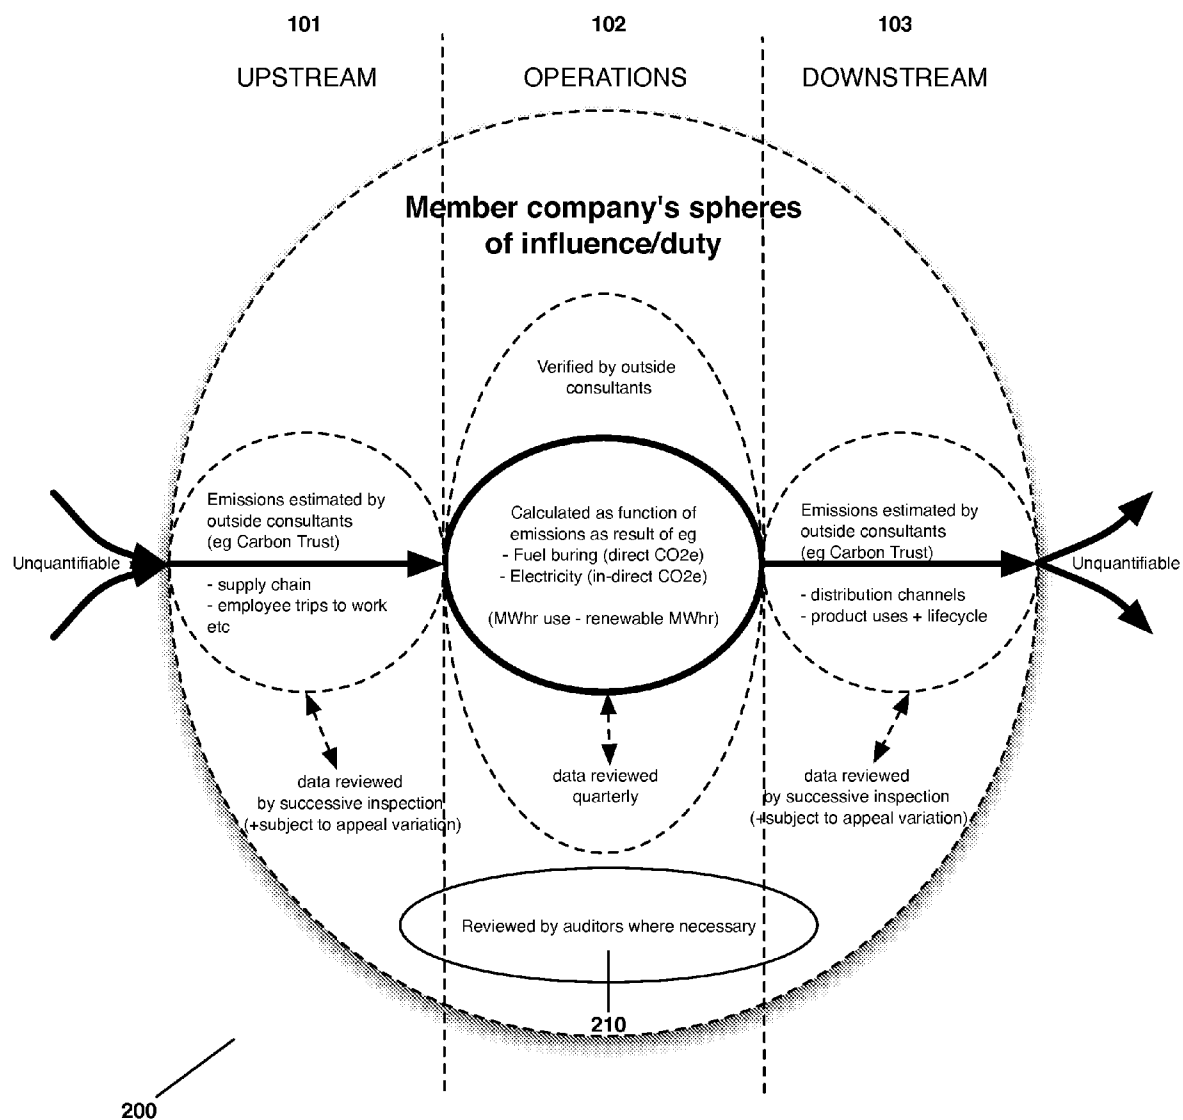 101
102
103
UPSTREAM
OPERATIONS
DOWNSTREAM
Member company's spheres
of influence/duty
Verified by outside
consultants
Unquantifiable
Emissions estimated by
outside consultants
(eg Carbon Trust)
- supply chain
- employee trips to work
etc
Calculated as function of
emissions as result of eg
- Fuel buring (direct CO2e)
- Electricity (in-direct CO2e)
(MWhr use - renewable MWhr)
Emissions estimated by
outside consultants
(eg Carbon Trust)
- distribution channels
- product uses + lifecycle
Unquantifiable
data reviewed
by successive inspection
(+subject to appeal variation)
data reviewed
quarterly
data reviewed
by successive inspection
(+subject to appeal variation)
Reviewed by auditors where necessary
210
200